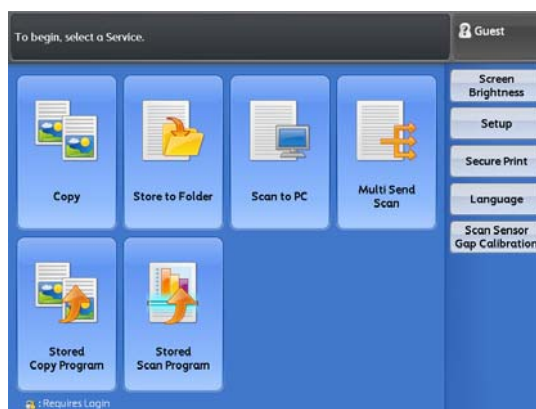 To begin, select a Service.
Guest
Screen
Brightness
Setup
Secure Print
Language
Scan Sensor
Gap Calibration
Copy
Store to Folder
Scan to PC
Multi Send
Scan
Stored
Copy Program
Stored
Scan Program
: Requires Login